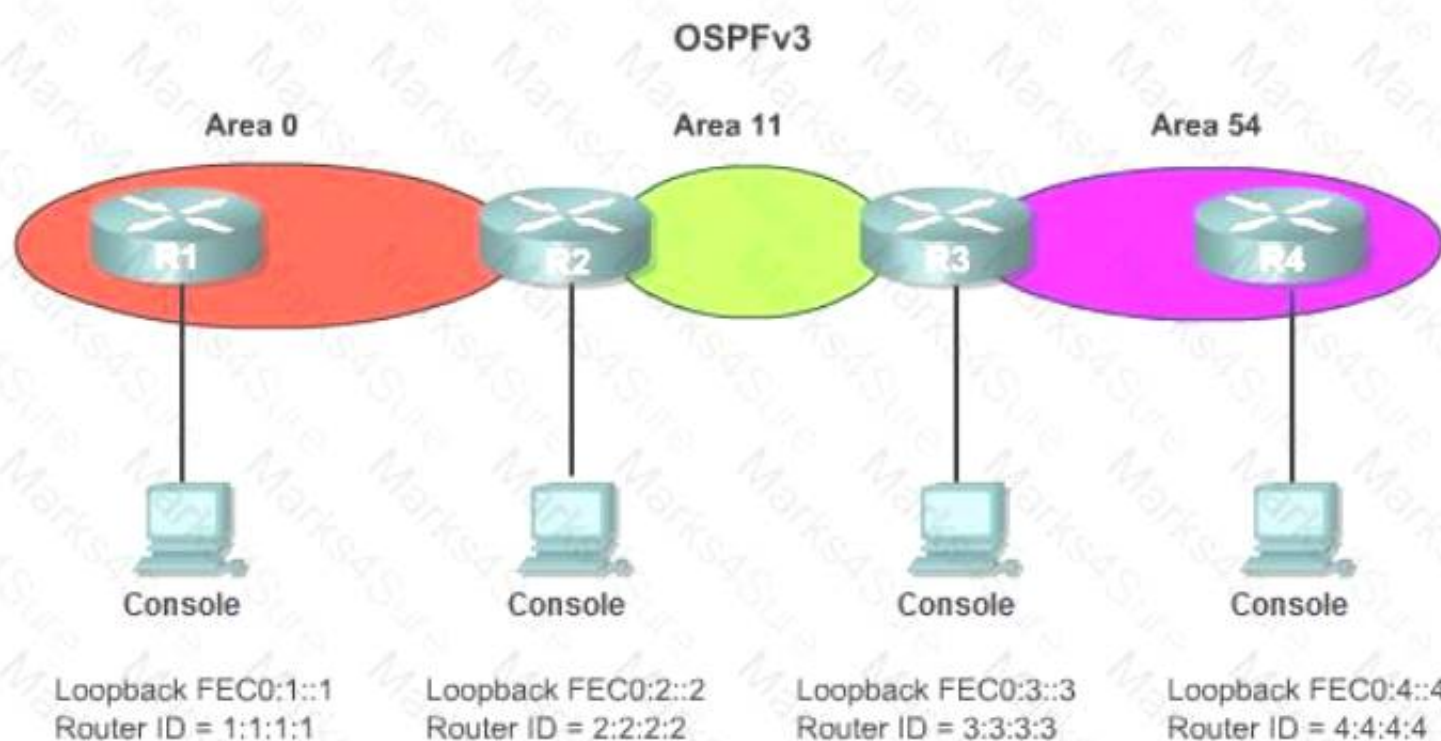 OSPFv3
Area 0
Area 11
Area 54
R1
R2
R3
R4
Console
Console
Console
Console
Loopback FEC0:1::1
Router ID = 1:1:1:1
Loopback FEC0:2::2
Router ID = 2:2:2:2
Loopback FEC0:3::3
Router ID = 3:3:3:3
Loopback FEC0:4::4
Router ID = 4:4:4:4
Marks4Sure